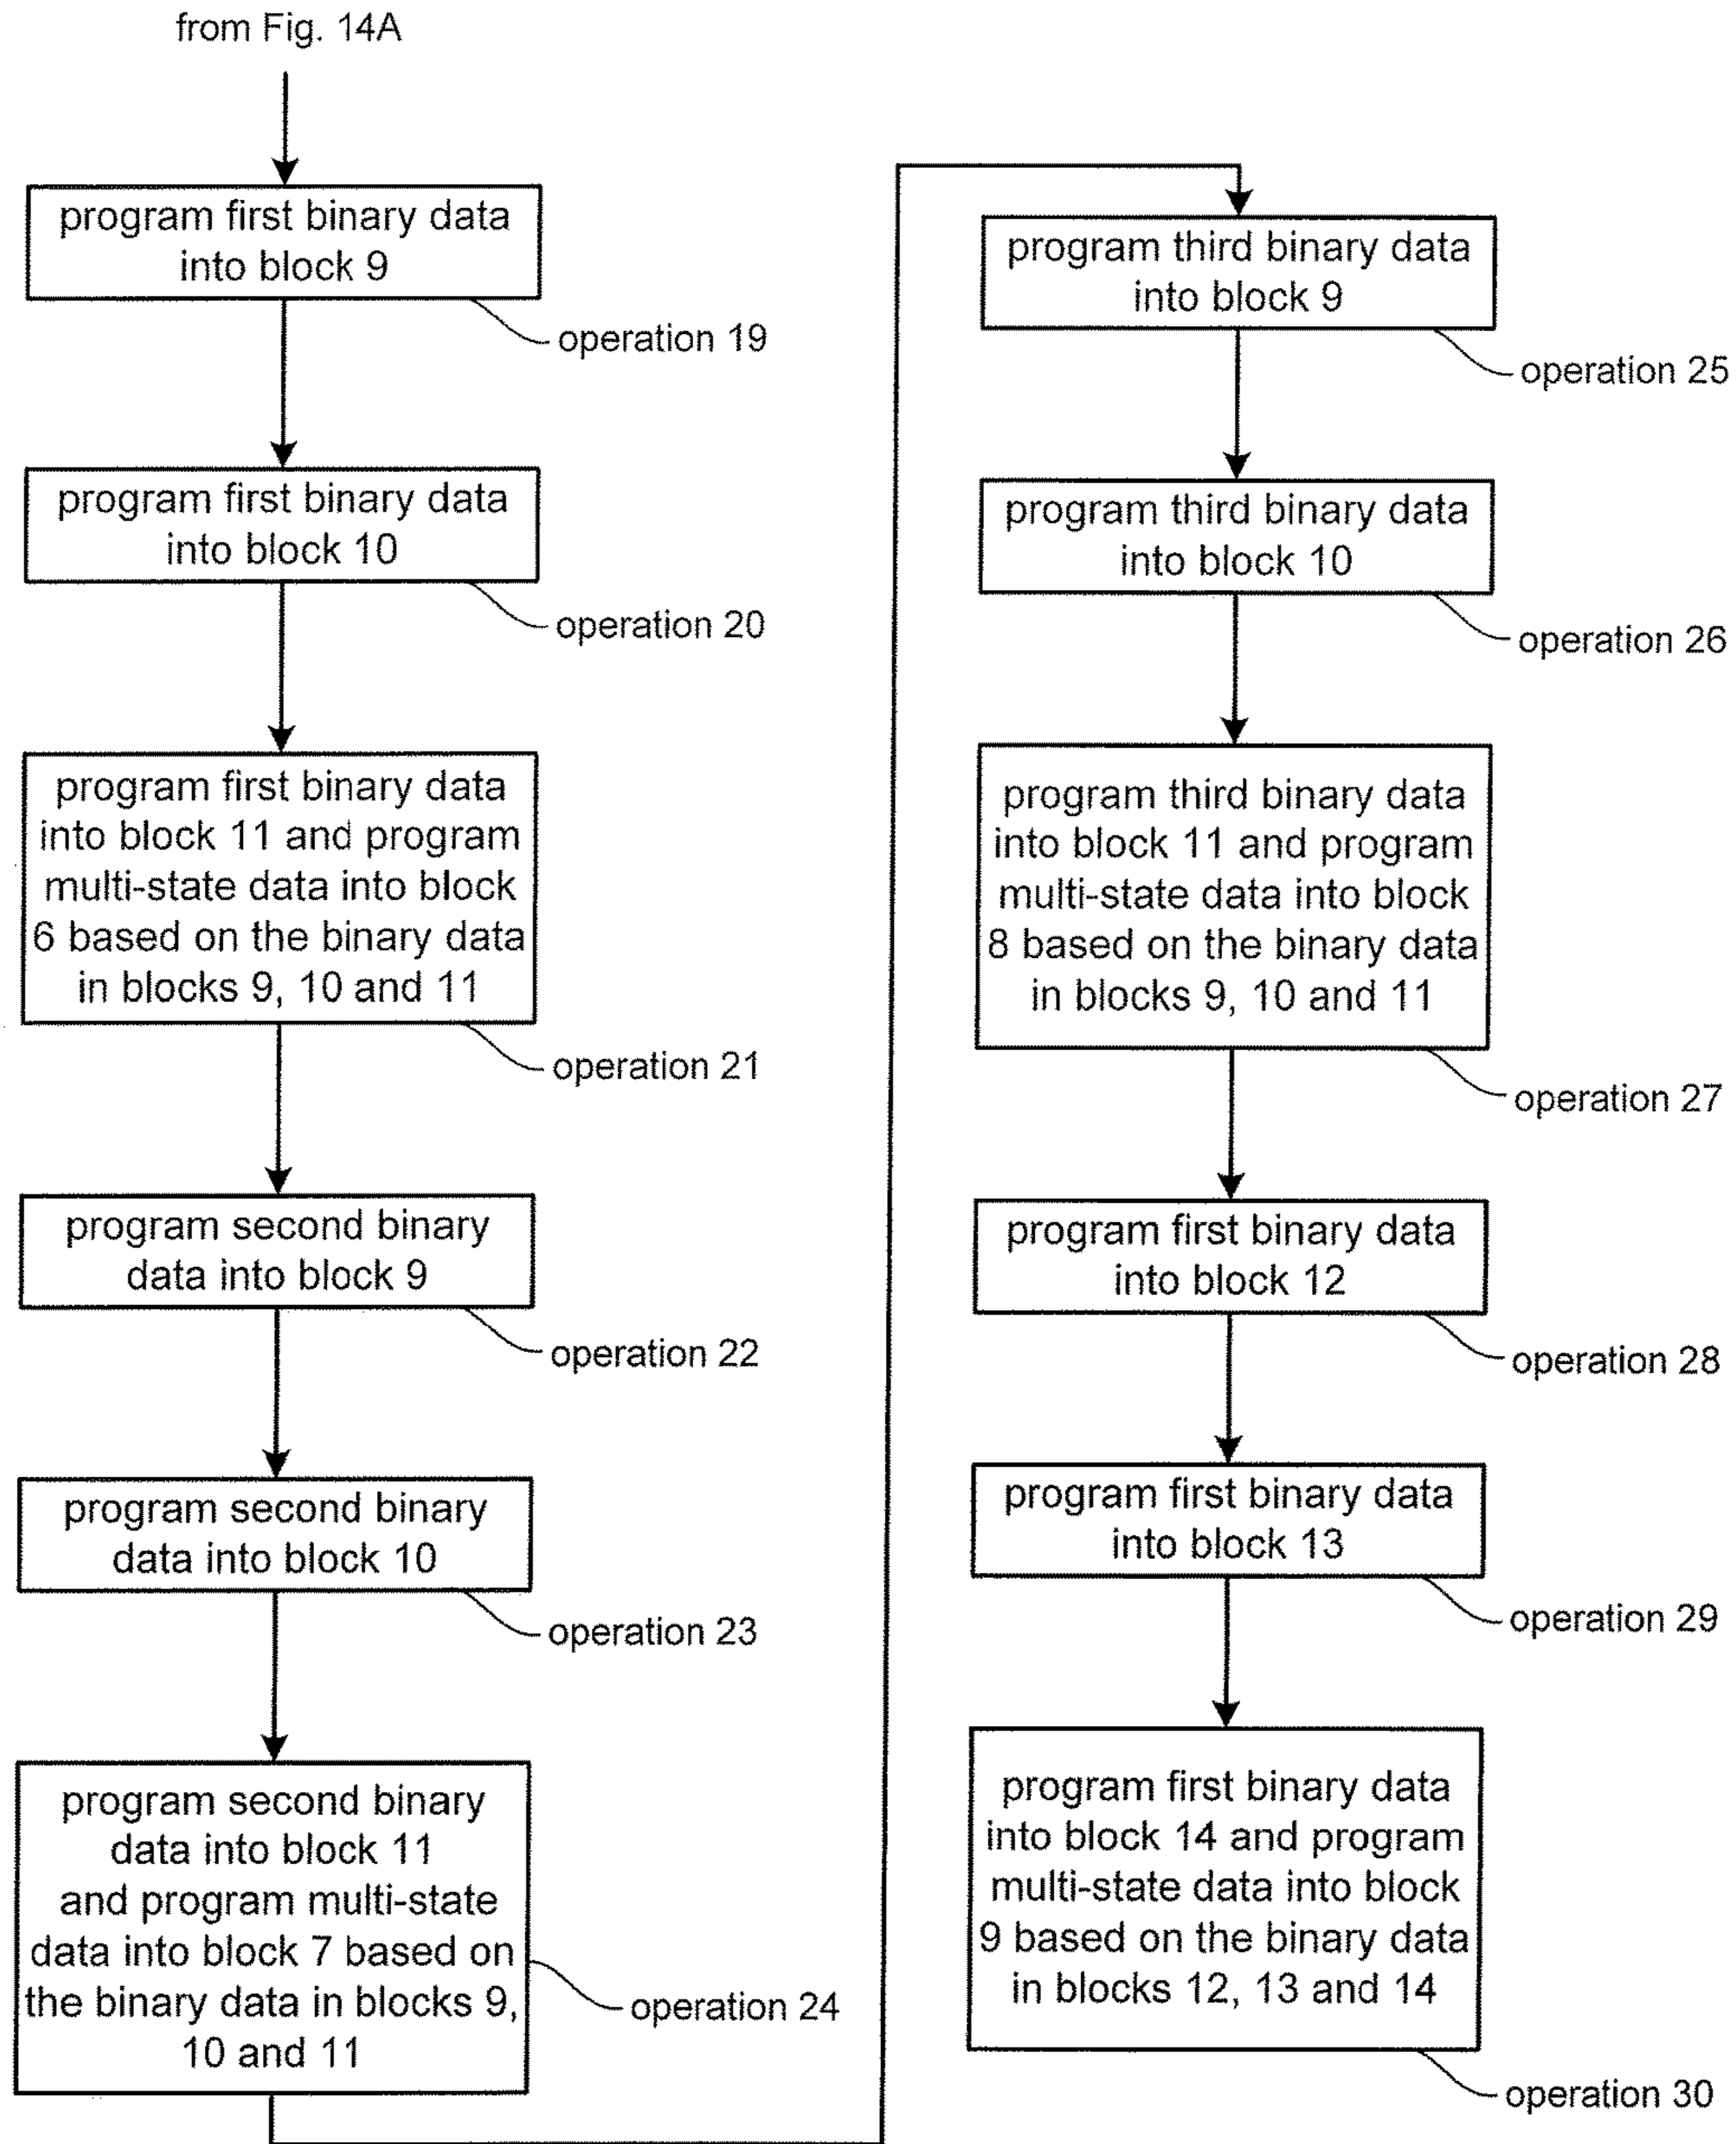 from Fig. 14A
program first binary data
into block 9
operation 19
program first binary data
into block 10
operation 20
program first binary data
into block 11 and program
multi-state data into block
6 based on the binary data
in blocks 9, 10 and 11
operation 21
program second binary
data into block 9
operation 22
program second binary
data into block 10
operation 23
program second binary
data into block 11
and program multi-state
data into block 7 based on
the binary data in blocks 9,
10 and 11
operation 24
program third binary data
into block 9
operation 25
program third binary data
into block 10
operation 26
program third binary data
into block 11 and program
multi-state data into block
8 based on the binary data
in blocks 9, 10 and 11
operation 27
program first binary data
into block 12
operation 28
program first binary data
into block 13
operation 29
program first binary data
into block 14 and program
multi-state data into block
9 based on the binary data
in blocks 12, 13 and 14
operation 30